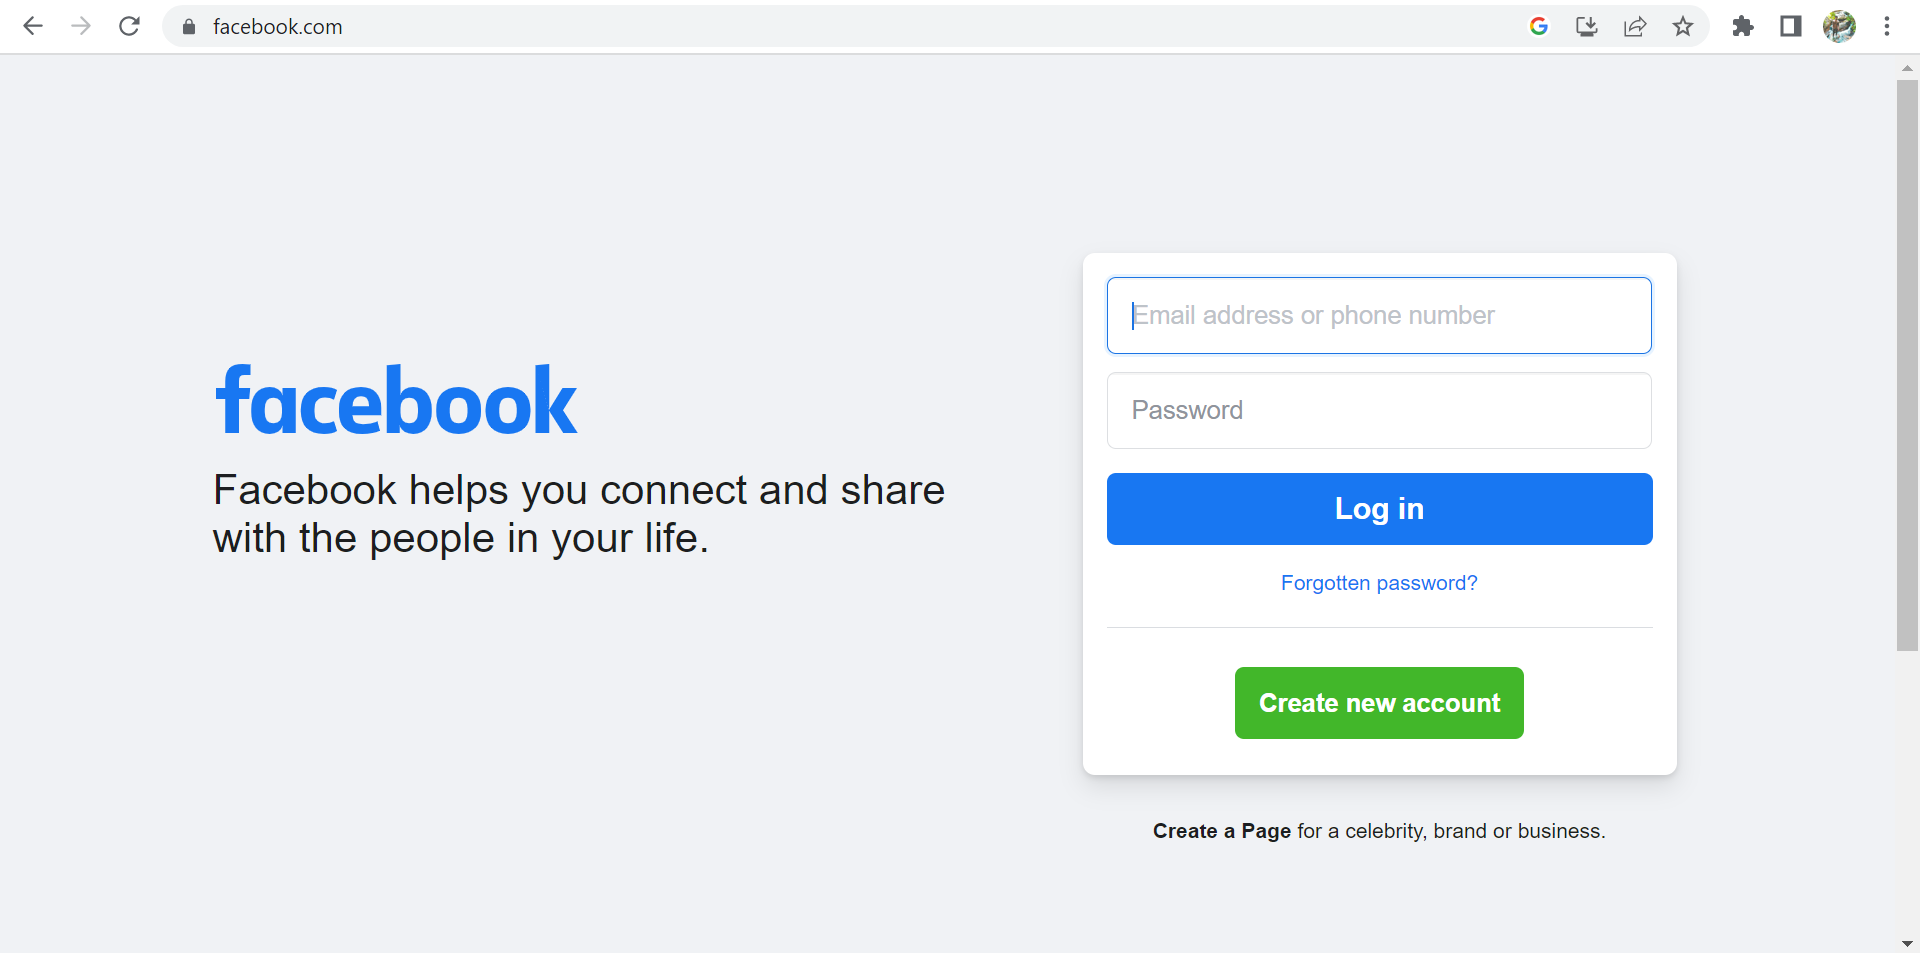 facebook.com
facebook
Facebook helps you connect and share
with the people in your life.
Email address or phone number
Password
Log in
Forgotten password?
Create new account
Create a Page for a celebrity, brand or business.